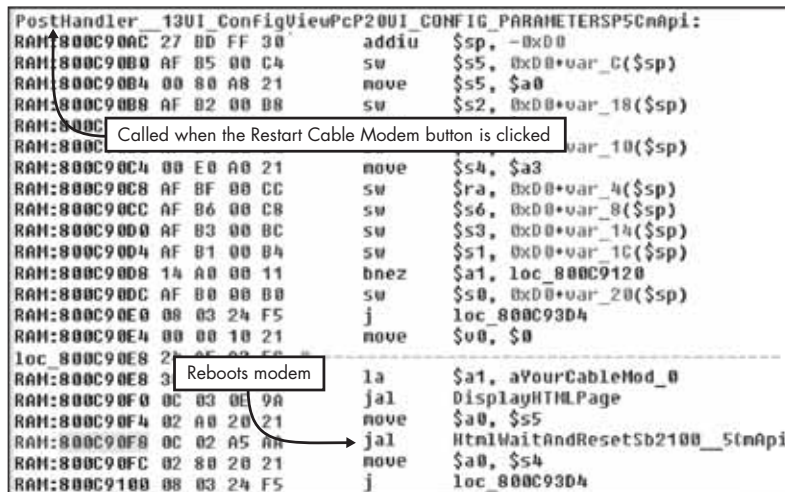 PostHandler__13UI_ConfigViewPcP20UI_CONFIG_PARAMETERSP5CmApi:
RAM:800C90AC 27 BD FF 30 addiu $sp, -0xD0
RAM:800C90B0 AF B5 00 C4 sw $s5, 0xD0+var_C($sp)
RAM:800C90B4 00 80 A8 21 move $s5, $a0
RAM:800C90B8 AF B2 00 B8 sw $s2, 0xD0+var_18($sp)
RAM:800C
Called when the Restart Cable Modem button is clicked
var_10($sp)
RAM:800C90C4 00 E0 A0 21 move $s4, $a3
RAM:800C90C8 AF BF 00 CC sw $ra, 0xD0+var_4($sp)
RAM:800C90CC AF B6 00 C8 sw $s6, 0xD0+var_8($sp)
RAM:800C90D0 AF B3 00 BC sw $s3, 0xD0+var_14($sp)
RAM:800C90D4 AF B1 00 B4 sw $s1, 0xD0+var_1C($sp)
RAM:800C90D8 14 A0 00 11 bnez $a1, loc_800C9120
RAM:800C90DC AF B0 00 B0 sw $s0, 0xD0+var_20($sp)
RAM:800C90E0 08 03 24 F5 j loc_800C93D4
RAM:800C90E4 00 00 10 21 move $v0, $0
loc_800C90E8
RAM:800C90E8 la $a1, aYourCableMod_0
Reboots modem
RAM:800C90F0 0C 03 0E 9A jal DisplayHTMLPage
RAM:800C90F4 02 A0 20 21 move $a0, $s5
RAM:800C90F8 0C 02 A5 AA jal HtmlWaitAndResetSb2100__5CmApi
RAM:800C90FC 02 80 20 21 move $a0, $s4
RAM:800C9100 08 03 24 F5 j loc_800C93D4